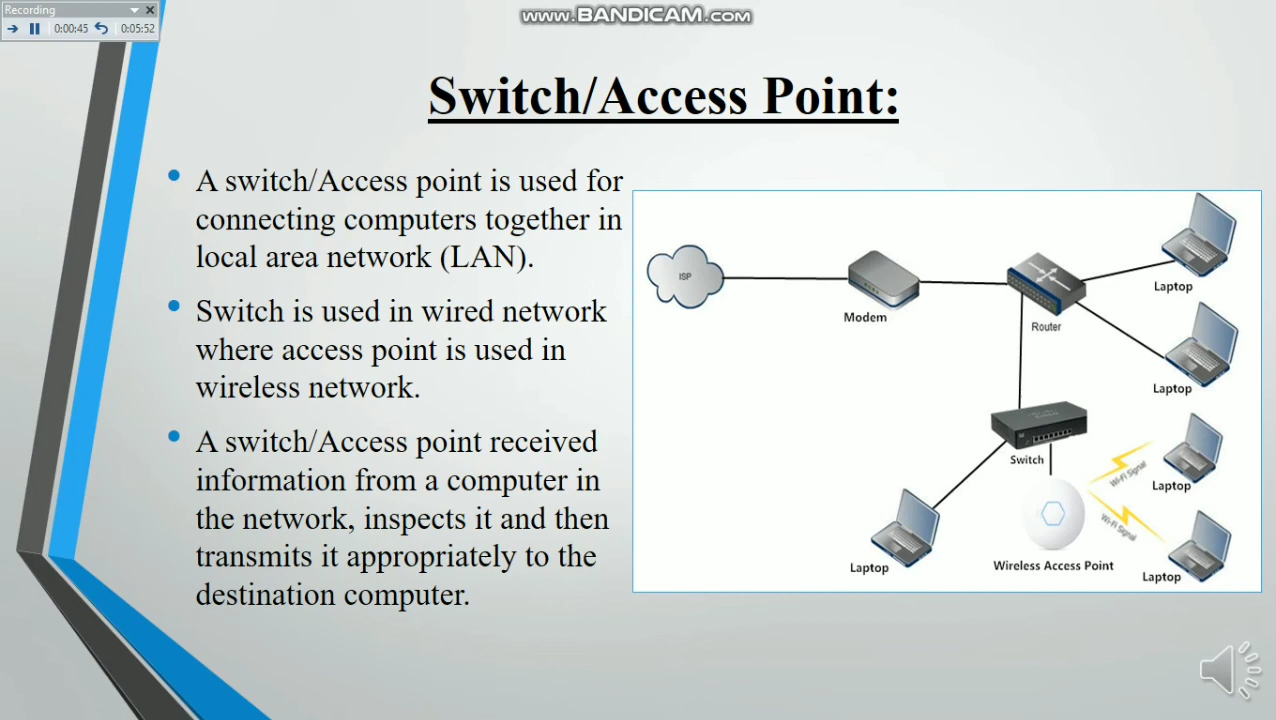 Recording
0:00:45
0:05:52
www.BANDICAM.com
Switch/Access Point:
• A switch/Access point is used for
connecting computers together in
local area network (LAN).
• Switch is used in wired network
where access point is used in
wireless network.
• A switch/Access point received
information from a computer in
the network, inspects it and then
transmits it appropriately to the
destination computer.
ISP
Modem
Router
Laptop
Laptop
Switch
Wi-Fi Signal
Laptop
Wi-Fi Signal
Laptop
Wireless Access Point
Laptop